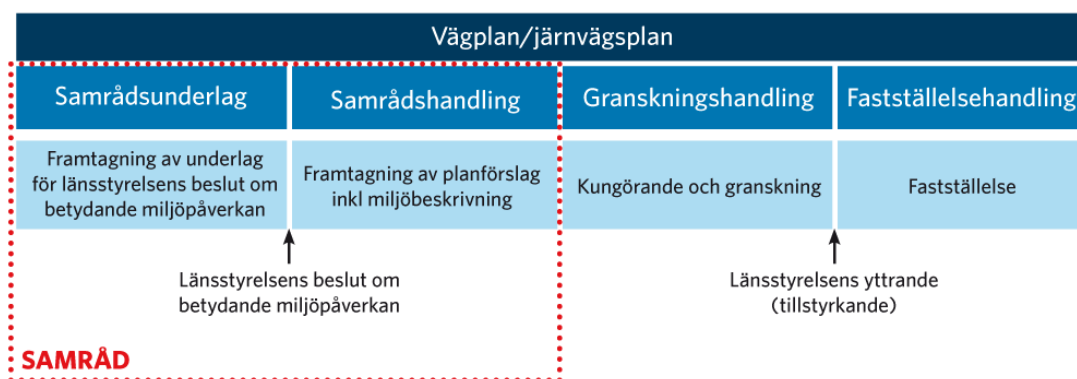 Vägplan/järnvägsplan
Samrådsunderlag
Samrådshandling
Granskningshandling
Fastställelsehandling
Framtagning av underlag
för länsstyrelsens beslut om
betydande miljöpåverkan
Framtagning av planförslag
inkl miljöbeskrivning
Kungörande och granskning
Fastställelse
Länsstyrelsens beslut om
betydande miljöpåverkan
Länsstyrelsens yttrande
(tillstyrkande)
SAMRÅD